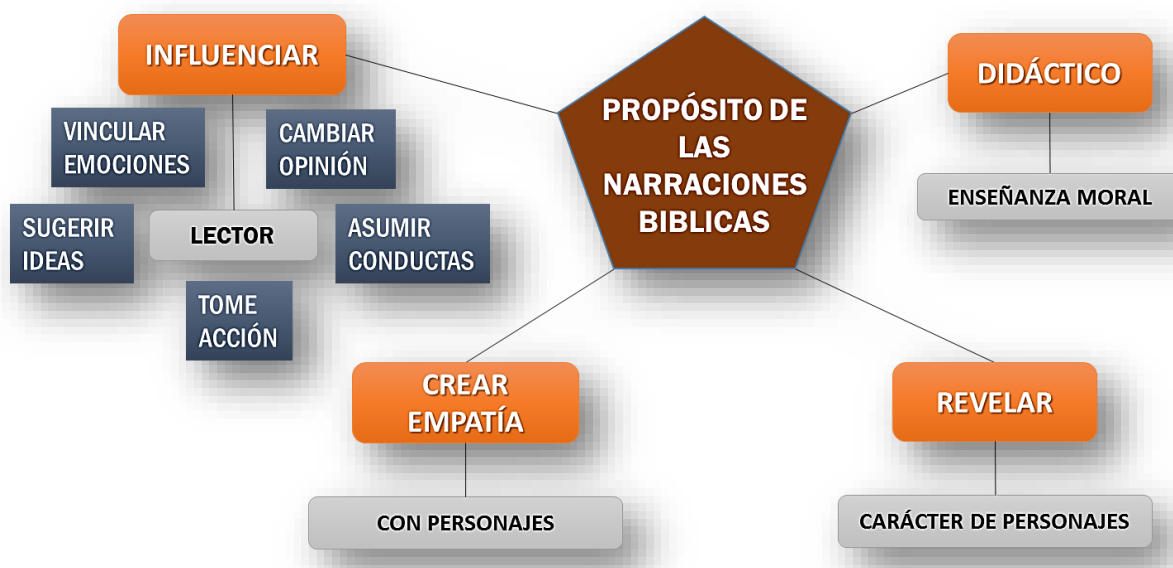 INFLUENCIAR
VINCULAR
EMOCIONES
CAMBIAR
OPINIÓN
SUGERIR
IDEAS
LECTOR
ASUMIR
CONDUCTAS
TOME
ACCIÓN
PROPÓSITO DE
LAS
NARRACIONES
BIBLICAS
DIDÁCTICO
ENSEÑANZA MORAL
CREAR
EMPATÍA
CON PERSONAJES
REVELAR
CARÁCTER DE PERSONAJES